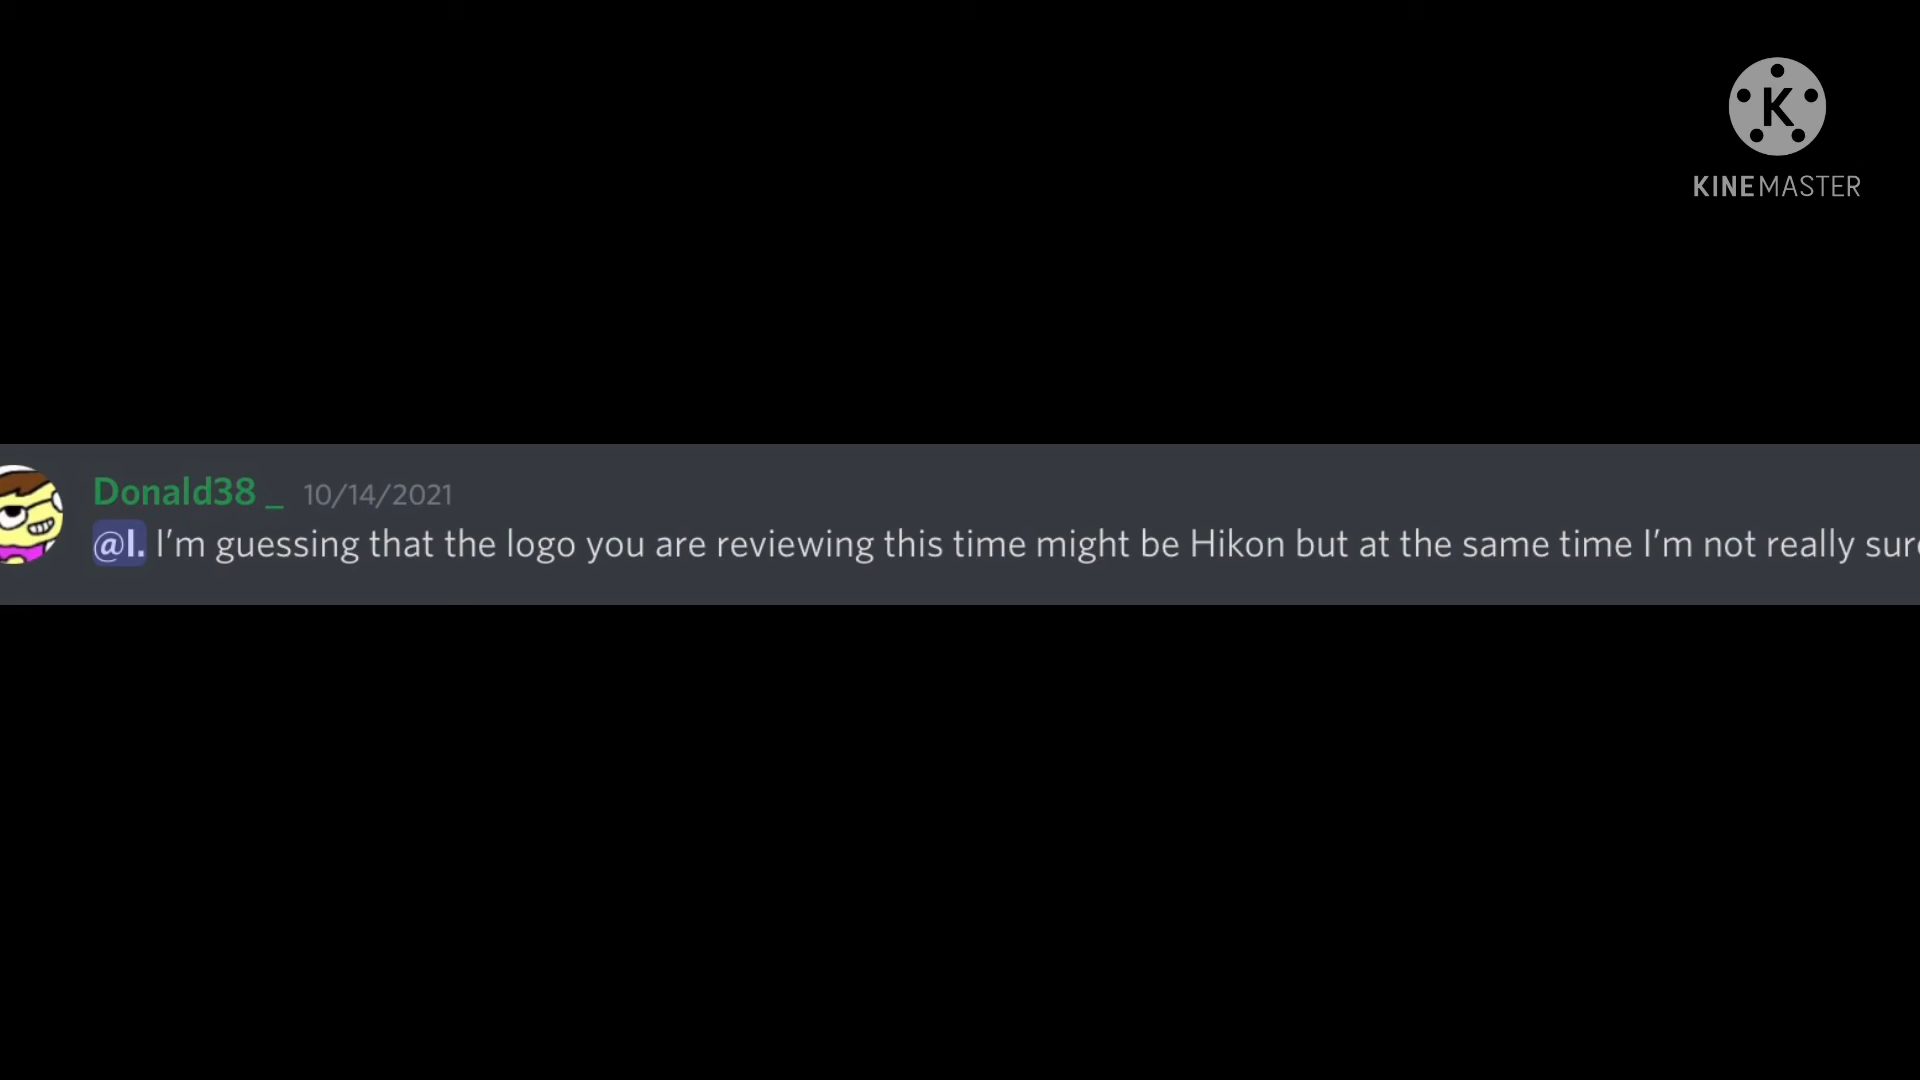 K
KINEMASTER
Donald38 _ 10/14/2021
@I. I'm guessing that the logo you are reviewing this time might be Hikon but at the same time I'm not really sure